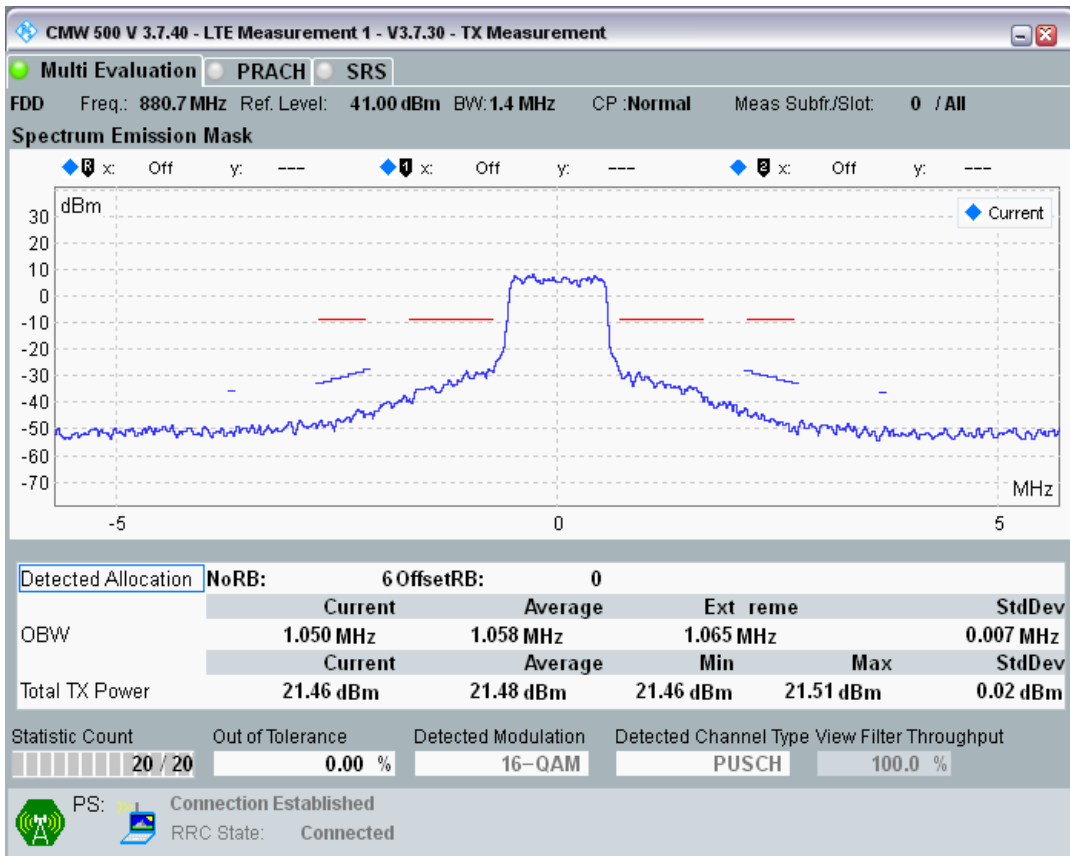 CMW 500 V 3.7.40 - LTE Measurement 1 - V3.7.30 - TX Measurement
Multi Evaluation PRACH SRS
FDD Freq.: 880.7 MHz Ref. Level: 41.00 dBm BW: 1.4 MHz CP :Normal Meas Subfr./Slot: 0 / All
Spectrum Emission Mask
R x: Off y: --- 1 x: Off y: --- 2 x: Off y: ---
dBm
Current
30
20
10
0
-10
-20
-30
-40
-50
-60
-70
MHz
-5 0 5
Detected Allocation NoRB: 6 OffsetRB: 0
Current Average Ext reme StdDev
OBW 1.050 MHz 1.058 MHz 1.065 MHz 0.007 MHz
Current Average Min Max StdDev
Total TX Power 21.46 dBm 21.48 dBm 21.46 dBm 21.51 dBm 0.02 dBm
Statistic Count Out of Tolerance Detected Modulation Detected Channel Type View Filter Throughput
20 / 20 0.00 % 16-QAM PUSCH 100.0 %
PS: Connection Established
RRC State: Connected